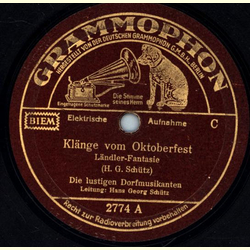 GRAMMOPHON
HERGESTELLT VON DER DEUTSCHEN GRAMMOPHON G.M.B.H. BERLIN
Die Stimme
seines Herrn
Eingetragene Schutzmarke
BIEM Elektrische Aufnahme C
Klänge vom Oktoberfest
Ländler-Fantasie
(H. G. Schütz)
Die lustigen Dorfmusikanten
Leitung: Hans Georg Schütz
2774 A
Recht zur Radioverbreitung vorbehalten